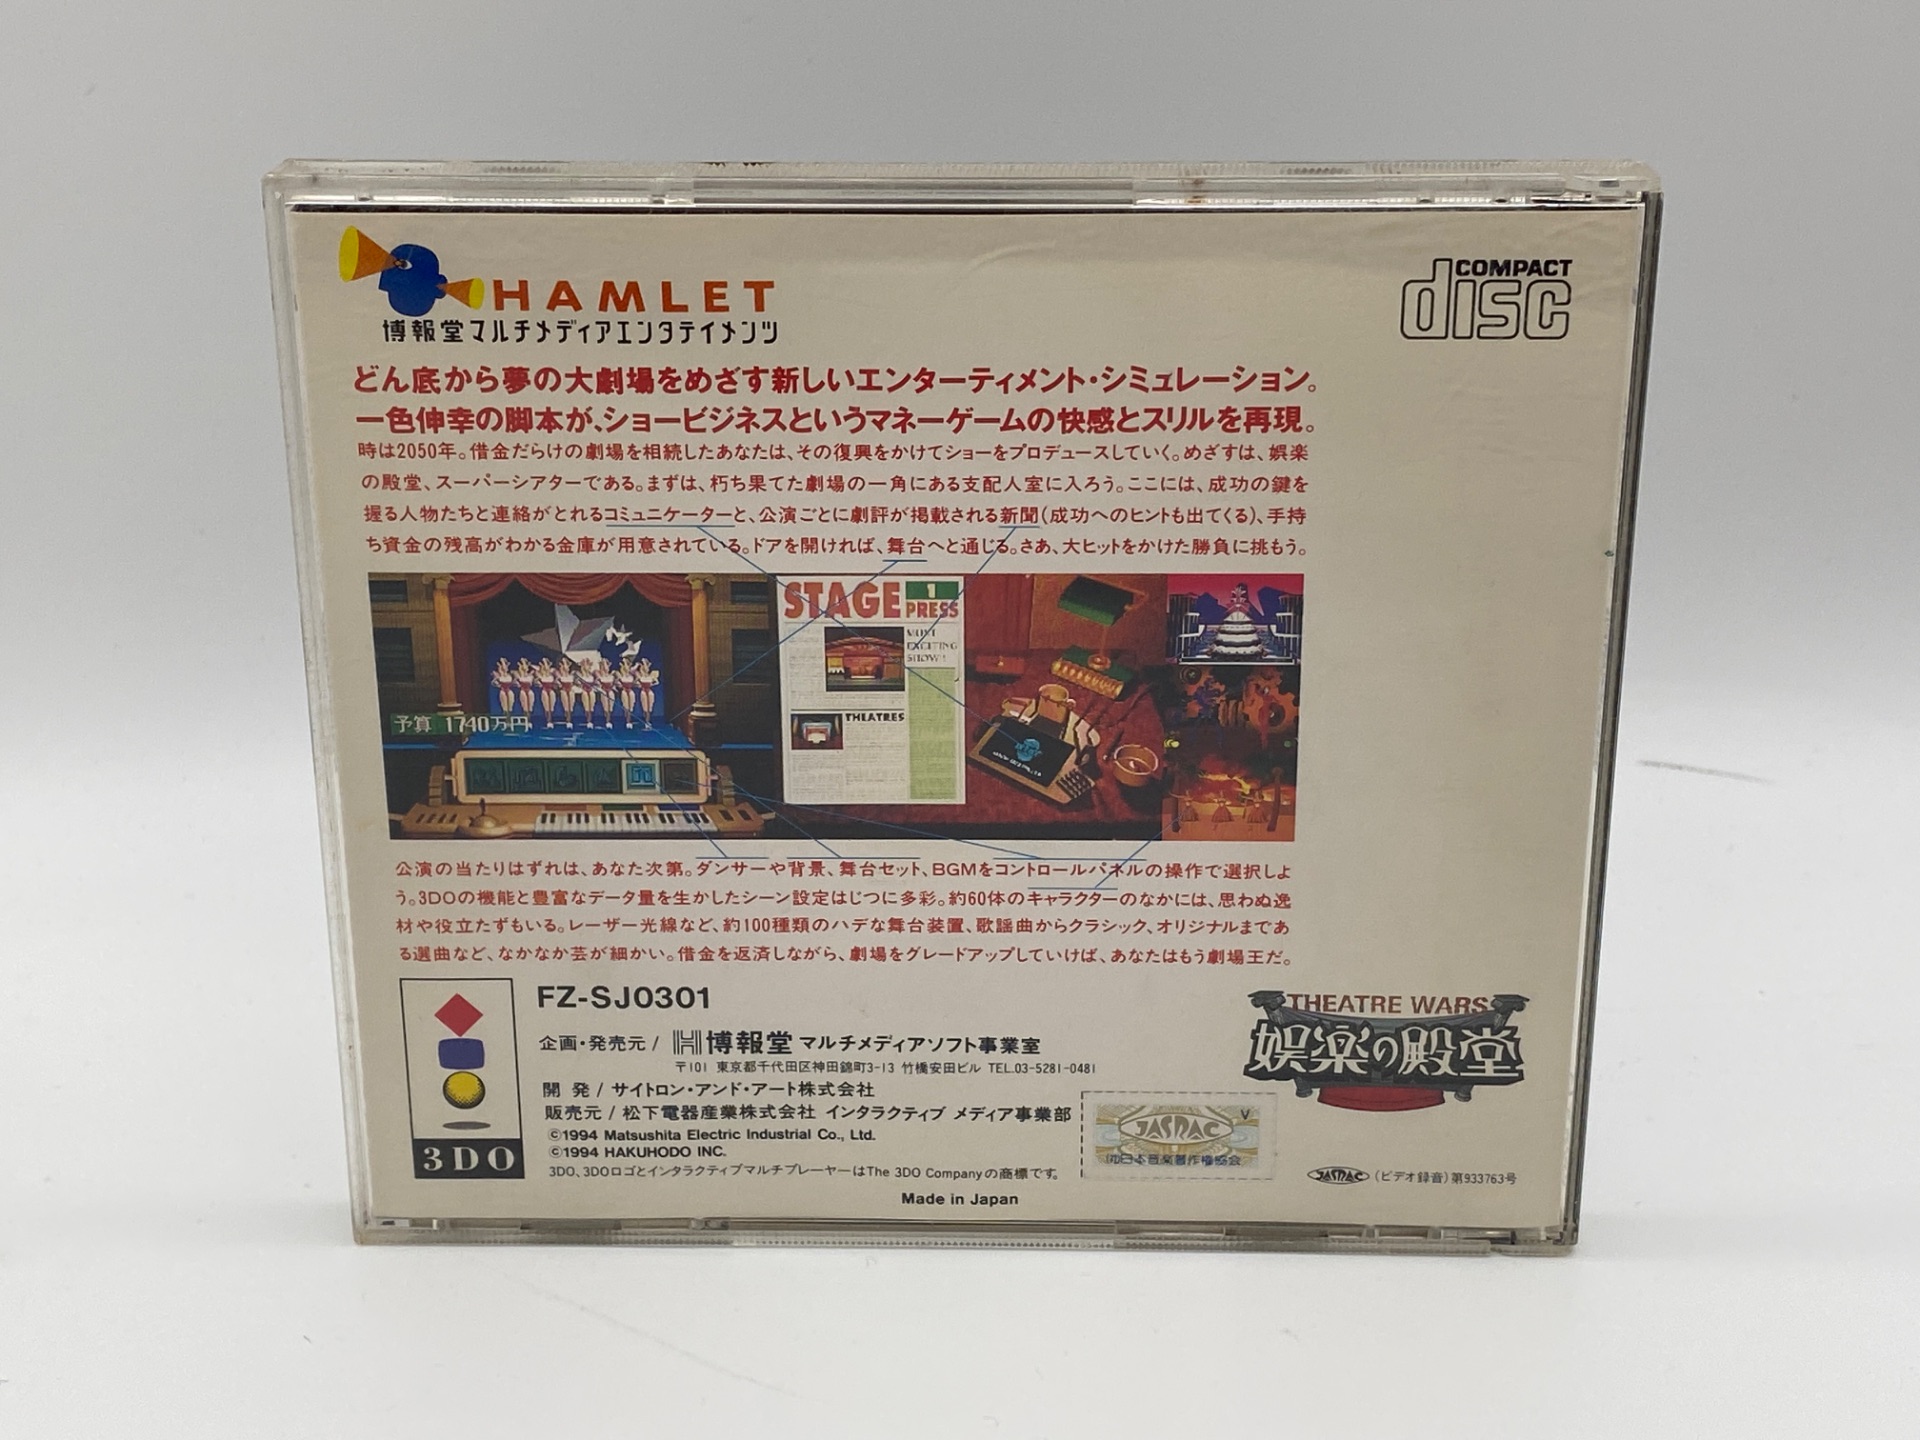 HAMLET
博報堂マルチメディアエンタテイメンツ
COMPACT
disc
どん底から夢の大劇場をめざす新しいエンターティメント・シミュレーション。
一色伸幸の脚本が、ショービジネスというマネーゲームの快感とスリルを再現。
時は2050年。借金だらけの劇場を相続したあなたは、その復興をかけてショーをプロデュースしていく。めざすは、娯楽
の殿堂、スーパーシアターである。まずは、朽ち果てた劇場の一角にある支配人室に入ろう。ここには、成功の鍵を
握る人物たちと連絡がとれるコミュニケーターと、公演ごとに劇評が掲載される新聞(成功へのヒントも出てくる)、手持
ち資金の残高がわかる金庫が用意されている。ドアを開ければ、舞台へと通じる。さあ、大ヒットをかけた勝負に挑もう。
予算 1740万円
STAGE 1 PRESS
MOST
EXCITING
SHOW!!
THEATRES
公演の当たりはずれは、あなた次第。ダンサーや背景、舞台セット、BGMをコントロールパネルの操作で選択しよ
う。3DOの機能と豊富なデータ量を生かしたシーン設定はじつに多彩。約60体のキャラクターのなかには、思わぬ逸
材や役立たずもいる。レーザー光線など、約100種類のハデな舞台装置、歌謡曲からクラシック、オリジナルまであ
る選曲など、なかなか芸が細かい。借金を返済しながら、劇場をグレードアップしていけば、あなたはもう劇場王だ。
3DO
FZ-SJ0301
企画・発売元 / 博報堂 マルチメディアソフト事業室
〒101 東京都千代田区神田錦町3-13 竹橋安田ビル TEL.03-5281-0481
開 発 / サイトロン・アンド・アート株式会社
販売元 / 松下電器産業株式会社 インタラクティブ メディア事業部
©1994 Matsushita Electric Industrial Co., Ltd.
©1994 HAKUHODO INC.
3DO、3DOロゴとインタラクティブマルチプレーヤーはThe 3DO Companyの商標です。
Made in Japan
V
JASRAC
(社)日本音楽著作権協会
THEATRE WARS
娯楽の殿堂
JASRAC (ビデオ録音)第933763号